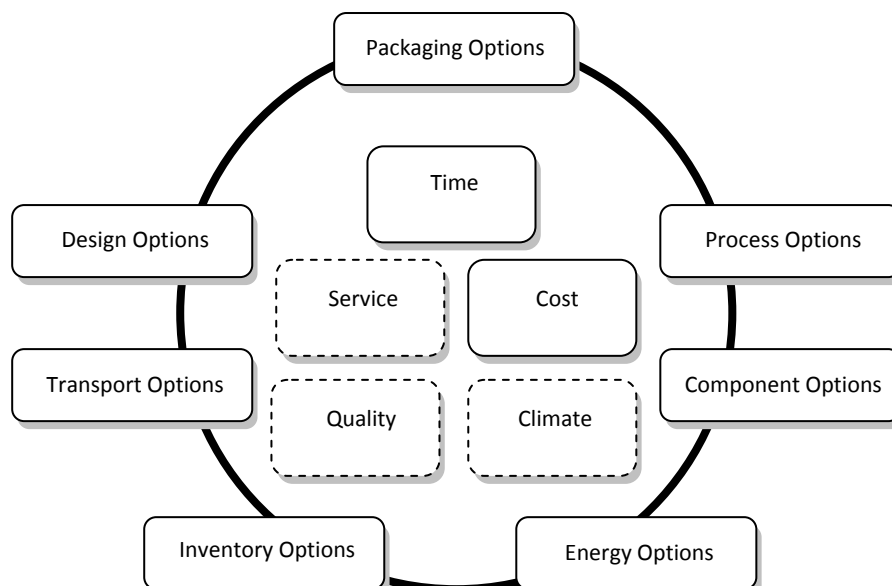 Packaging Options
Time
Design Options
Process Options
Service
Cost
Transport Options
Component Options
Quality
Climate
Inventory Options
Energy Options